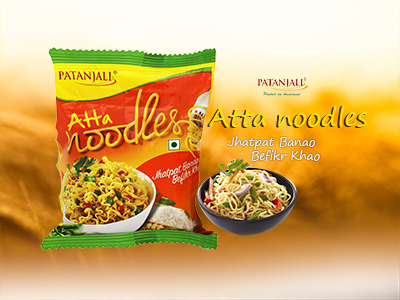 PATANJALI®
Atta
noodles
Jhatpat Banao
Befikr Khao
PATANJALI®
Atta noodles
Jhatpat Banao
Befikr Khao